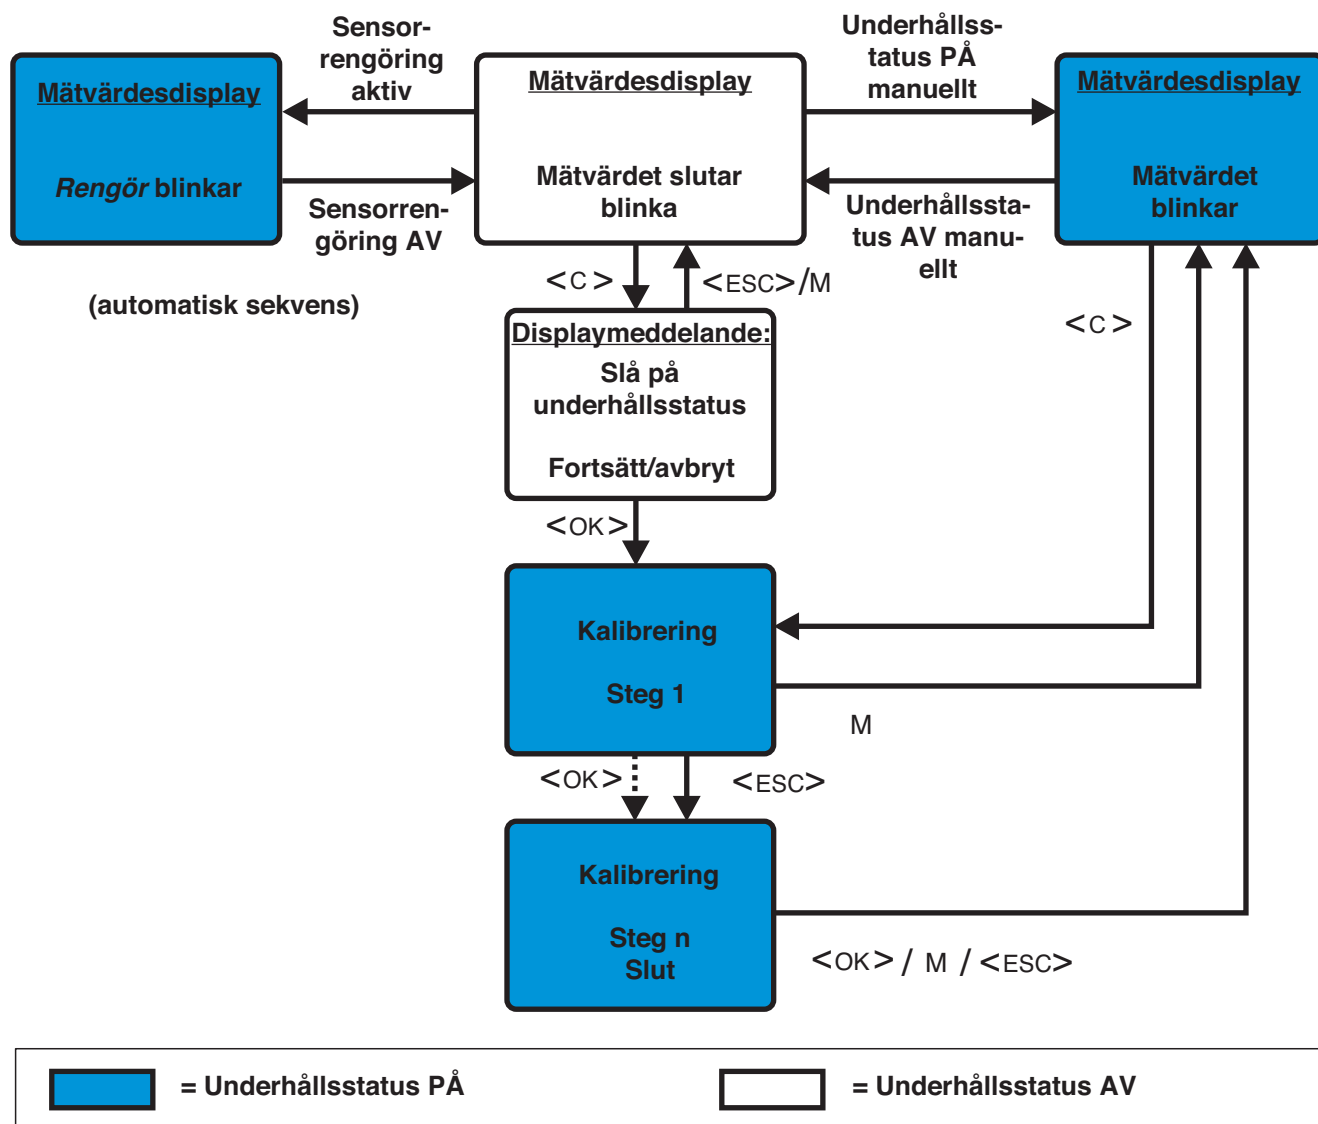 Sensor-
rengöring
aktiv
Underhålls-
status PÅ
manuellt
Mätvärdesdisplay
Rengör blinkar
Mätvärdesdisplay
Mätvärdet slutar
blinka
Mätvärdesdisplay
Mätvärdet
blinkar
Sensorren-
göring AV
Underhållssta-
tus AV manu-
ellt
(automatisk sekvens)
<C>
<ESC>/M
<C>
Displaymeddelande:
Slå på
underhållsstatus
Fortsätt/avbryt
<OK>
Kalibrering
Steg 1
M
<OK>
<ESC>
Kalibrering
Steg n
Slut
<OK> / M / <ESC>
= Underhållsstatus PÅ
= Underhållsstatus AV